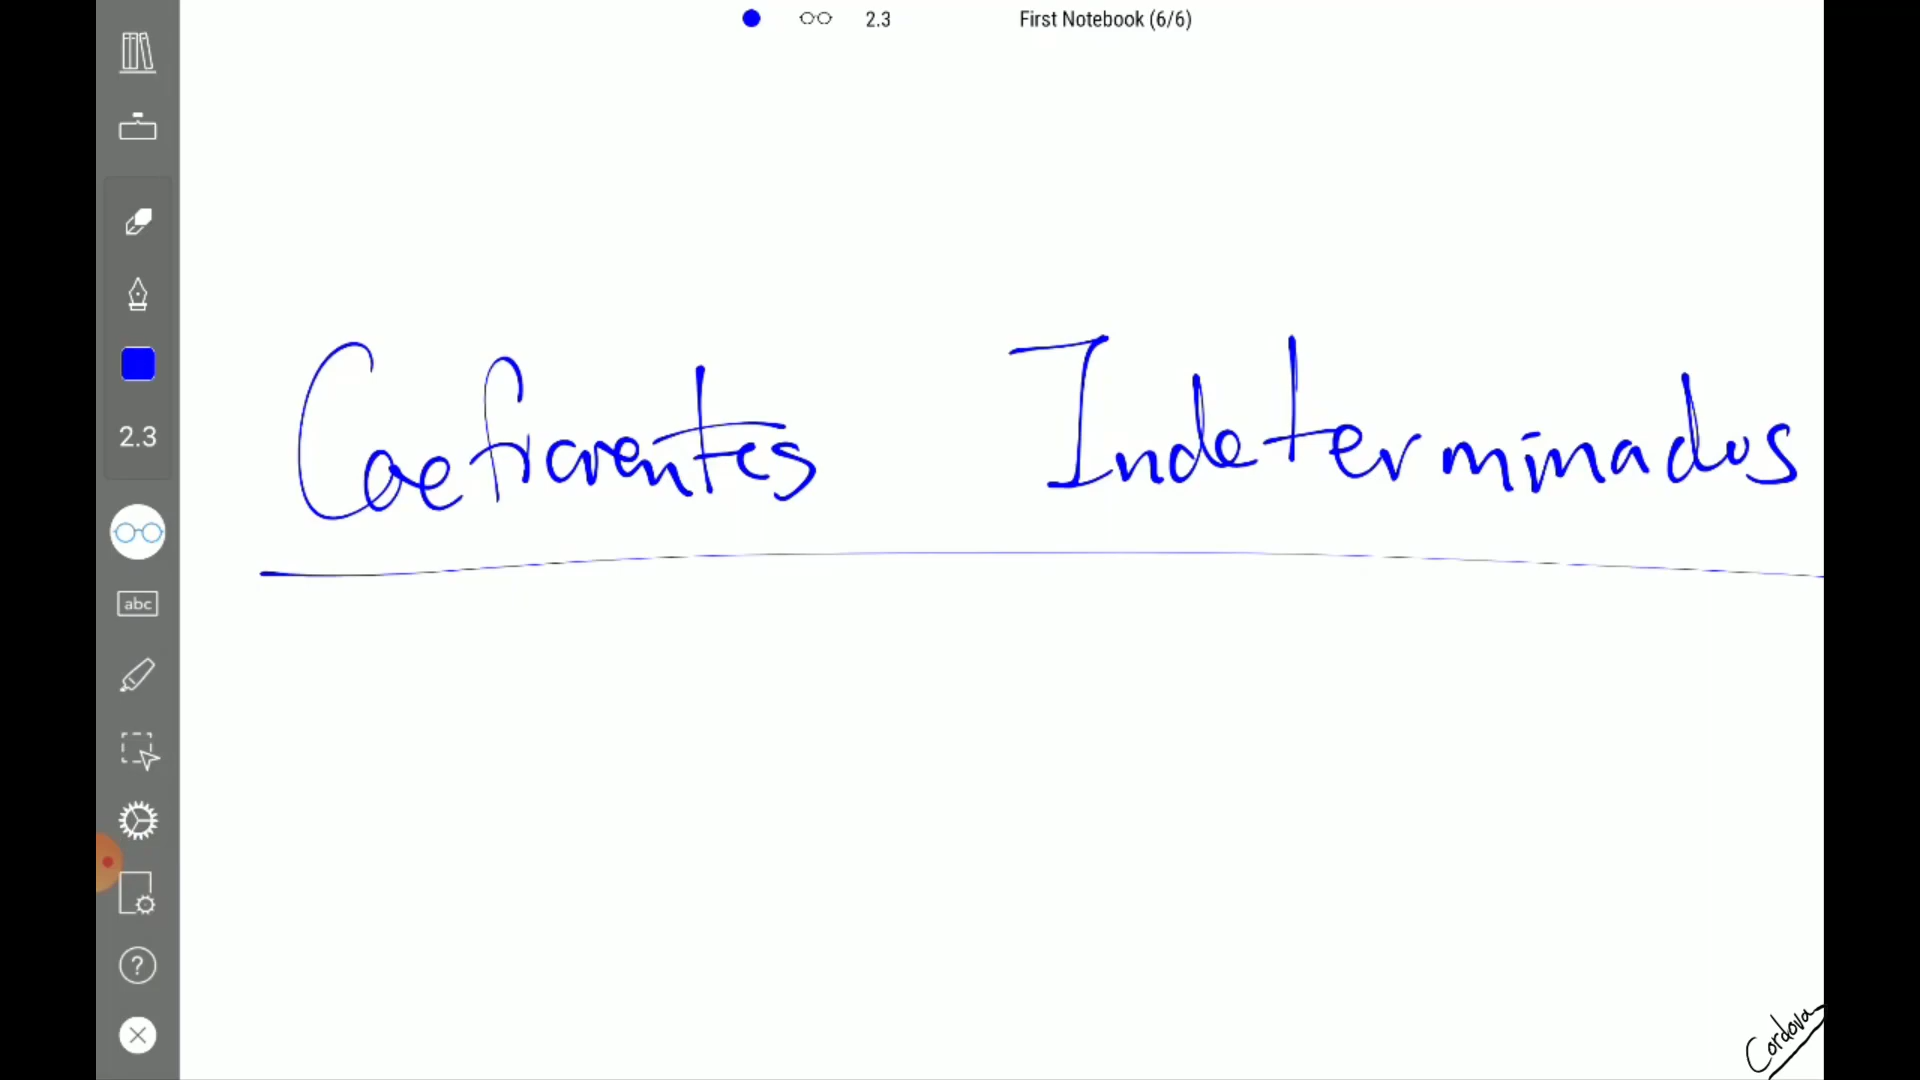 2.3 First Notebook (6/6)
Coeficientes Indeterminados
2.3
abc
?
Cordova